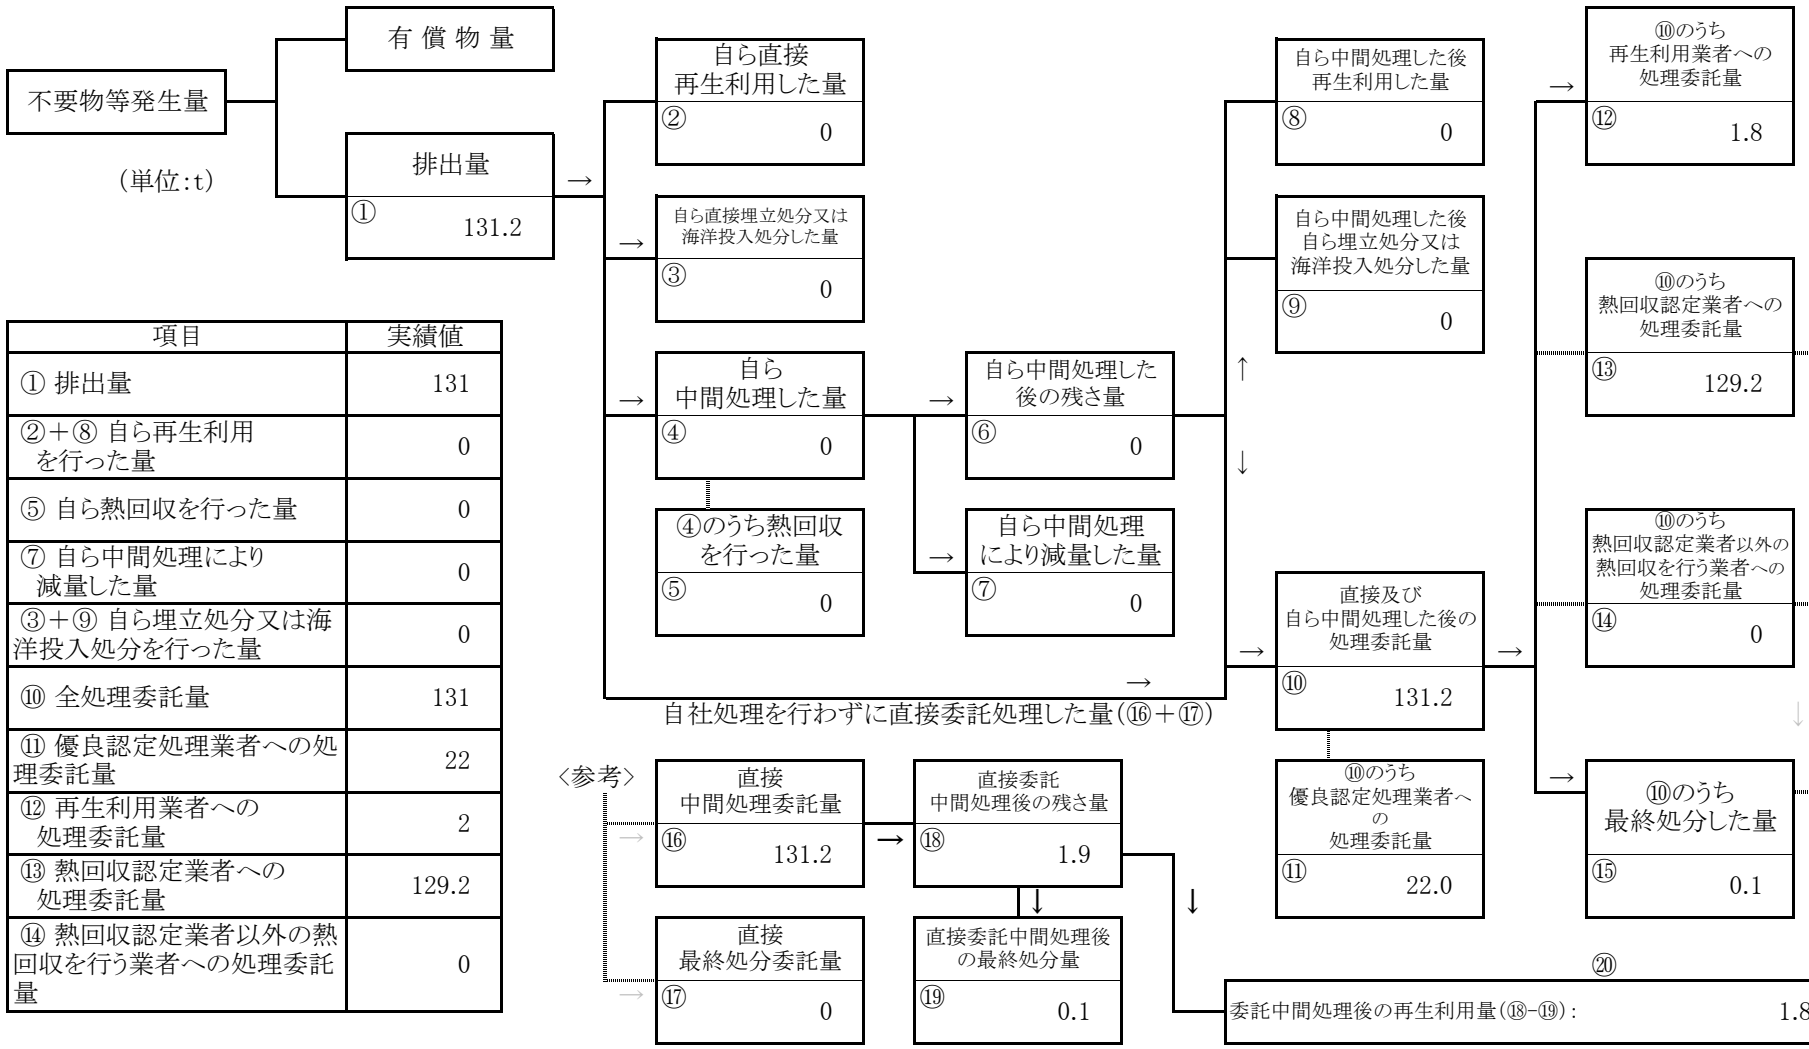 不要物等発生量
(単位:t)
有 償 物 量
排出量
①
131.2
→
自ら直接
再生利用した量
②
0
→
自ら直接埋立処分又は
海洋投入処分した量
③
0
→
自ら
中間処理した量
④
0
④のうち熱回収
を行った量
⑤
0
→
自ら中間処理した
後の残さ量
⑥
0
→
自ら中間処理
により減量した量
⑦
0
自ら中間処理した後
再生利用した量
⑧
0
自ら中間処理した後
自ら埋立処分又は
海洋投入処分した量
⑨
0
↑
↓
→
直接及び
自ら中間処理した後の
処理委託量
⑩
131.2
⑩のうち
優良認定処理業者へ
の
処理委託量
⑪
22.0
→
→
⑩のうち
再生利用業者への
処理委託量
⑫
1.8
⑩のうち
熱回収認定業者への
処理委託量
⑬
129.2
⑩のうち
熱回収認定業者以外の
熱回収を行う業者への
処理委託量
⑭
0
↓
→
⑩のうち
最終処分した量
⑮
0.1
→
自社処理を行わずに直接委託処理した量(⑯+⑰)
〈参考〉
→
直接
中間処理委託量
⑯
131.2
→
直接
最終処分委託量
⑰
0
→
直接委託
中間処理後の残さ量
⑱
1.9
↓
直接委託中間処理後
の最終処分量
⑲
0.1
↓
⑳
委託中間処理後の再生利用量(⑱-⑲): 1.8
項目 実績値
① 排出量 131
②+⑧ 自ら再生利用
を行った量 0
⑤ 自ら熱回収を行った量 0
⑦ 自ら中間処理により
減量した量 0
③+⑨ 自ら埋立処分又は海
洋投入処分を行った量 0
⑩ 全処理委託量 131
⑪ 優良認定処理業者への処
理委託量 22
⑫ 再生利用業者への
処理委託量 2
⑬ 熱回収認定業者への
処理委託量 129.2
⑭ 熱回収認定業者以外の熱
回収を行う業者への処理委託 0
量